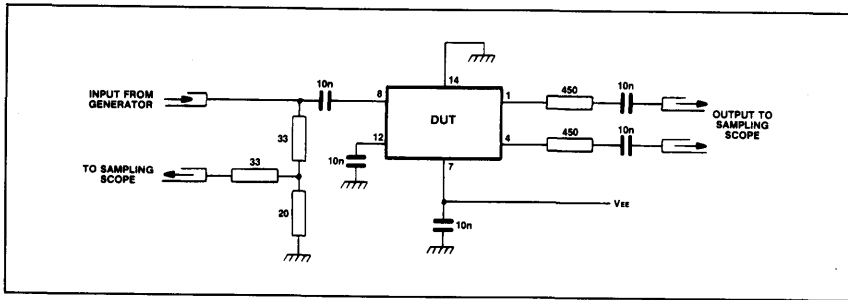 14
INPUT FROM
GENERATOR
10n
8
1
450
10n
33
DUT
OUTPUT TO
SAMPLING
SCOPE
12
4
450
10n
10n
TO SAMPLING
SCOPE
33
7
20
VEE
10n